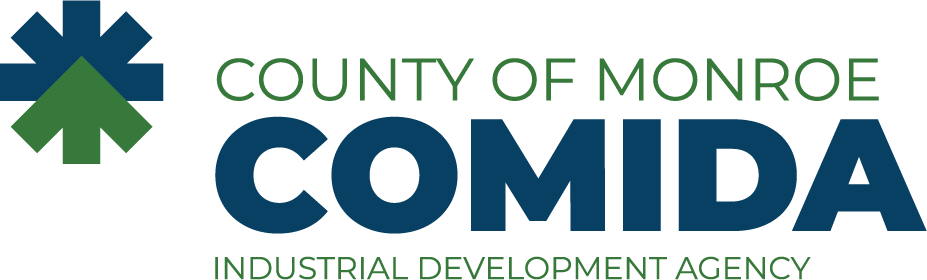 COUNTY OF MONROE
COMIDA
INDUSTRIAL DEVELOPMENT AGENCY